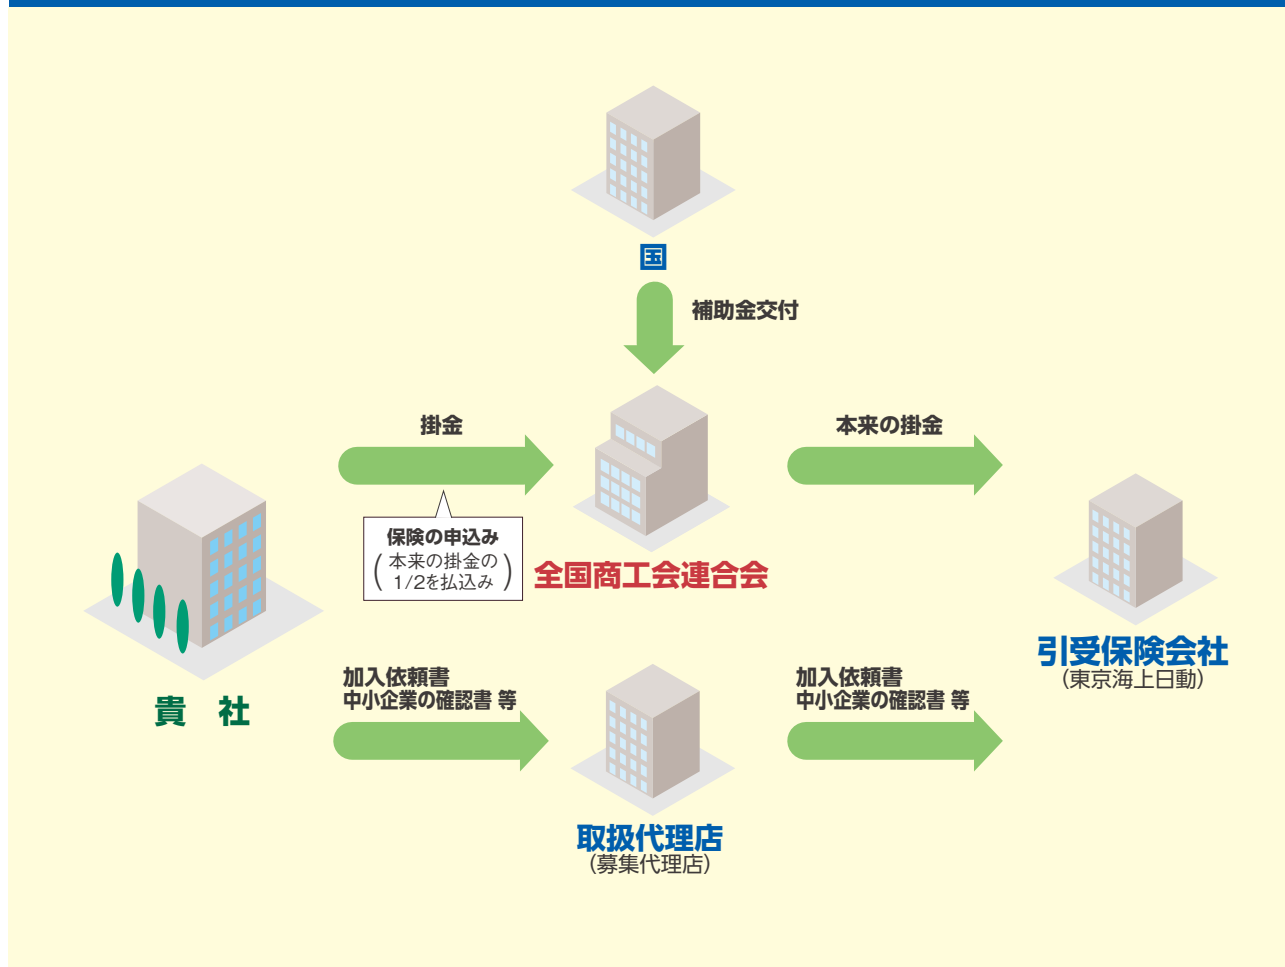 国
補助金交付
掛金
本来の掛金
保険の申込み
(本来の掛金の
1/2を払込み)
全国商工会連合会
引受保険会社
(東京海上日動)
貴 社
加入依頼書
中小企業の確認書 等
加入依頼書
中小企業の確認書 等
取扱代理店
(募集代理店)